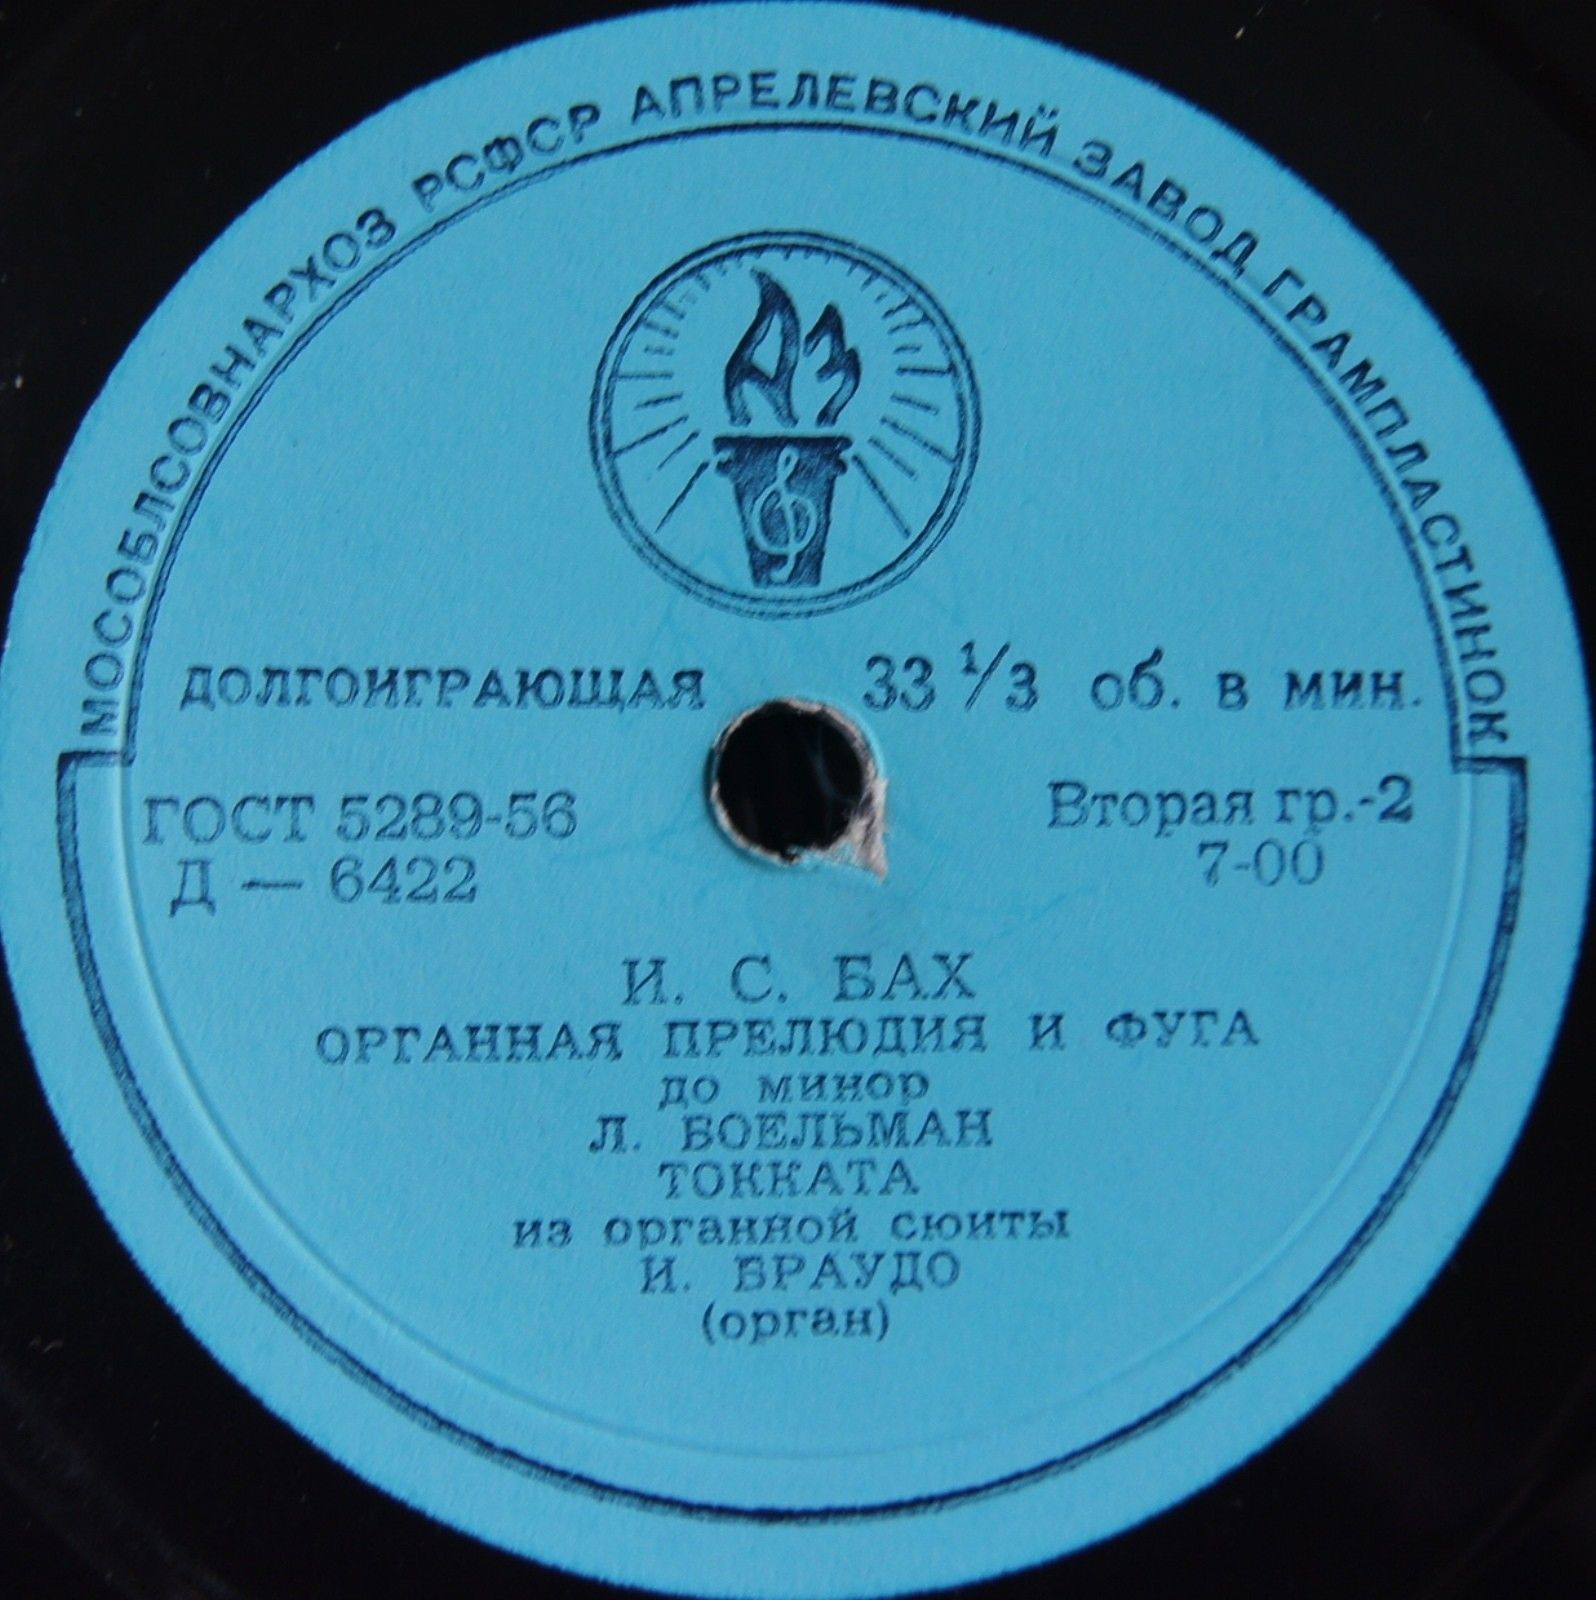 МОСОБЛСОВНАРХОЗ РСФСР АПРЕЛЕВСКИЙ ЗАВОД ГРАМПЛАСТИНОК
АЗ
ДОЛГОИГРАЮЩАЯ 33 1/3 об. в мин.
ГОСТ 5289-56 Вторая гр.-2
Д — 6422 7-00
И. С. БАХ
ОРГАННАЯ ПРЕЛЮДИЯ И ФУГА
до минор
Л. БОЕЛЬМАН
ТОККАТА
из органной сюиты
И. БРАУДО
(орган)